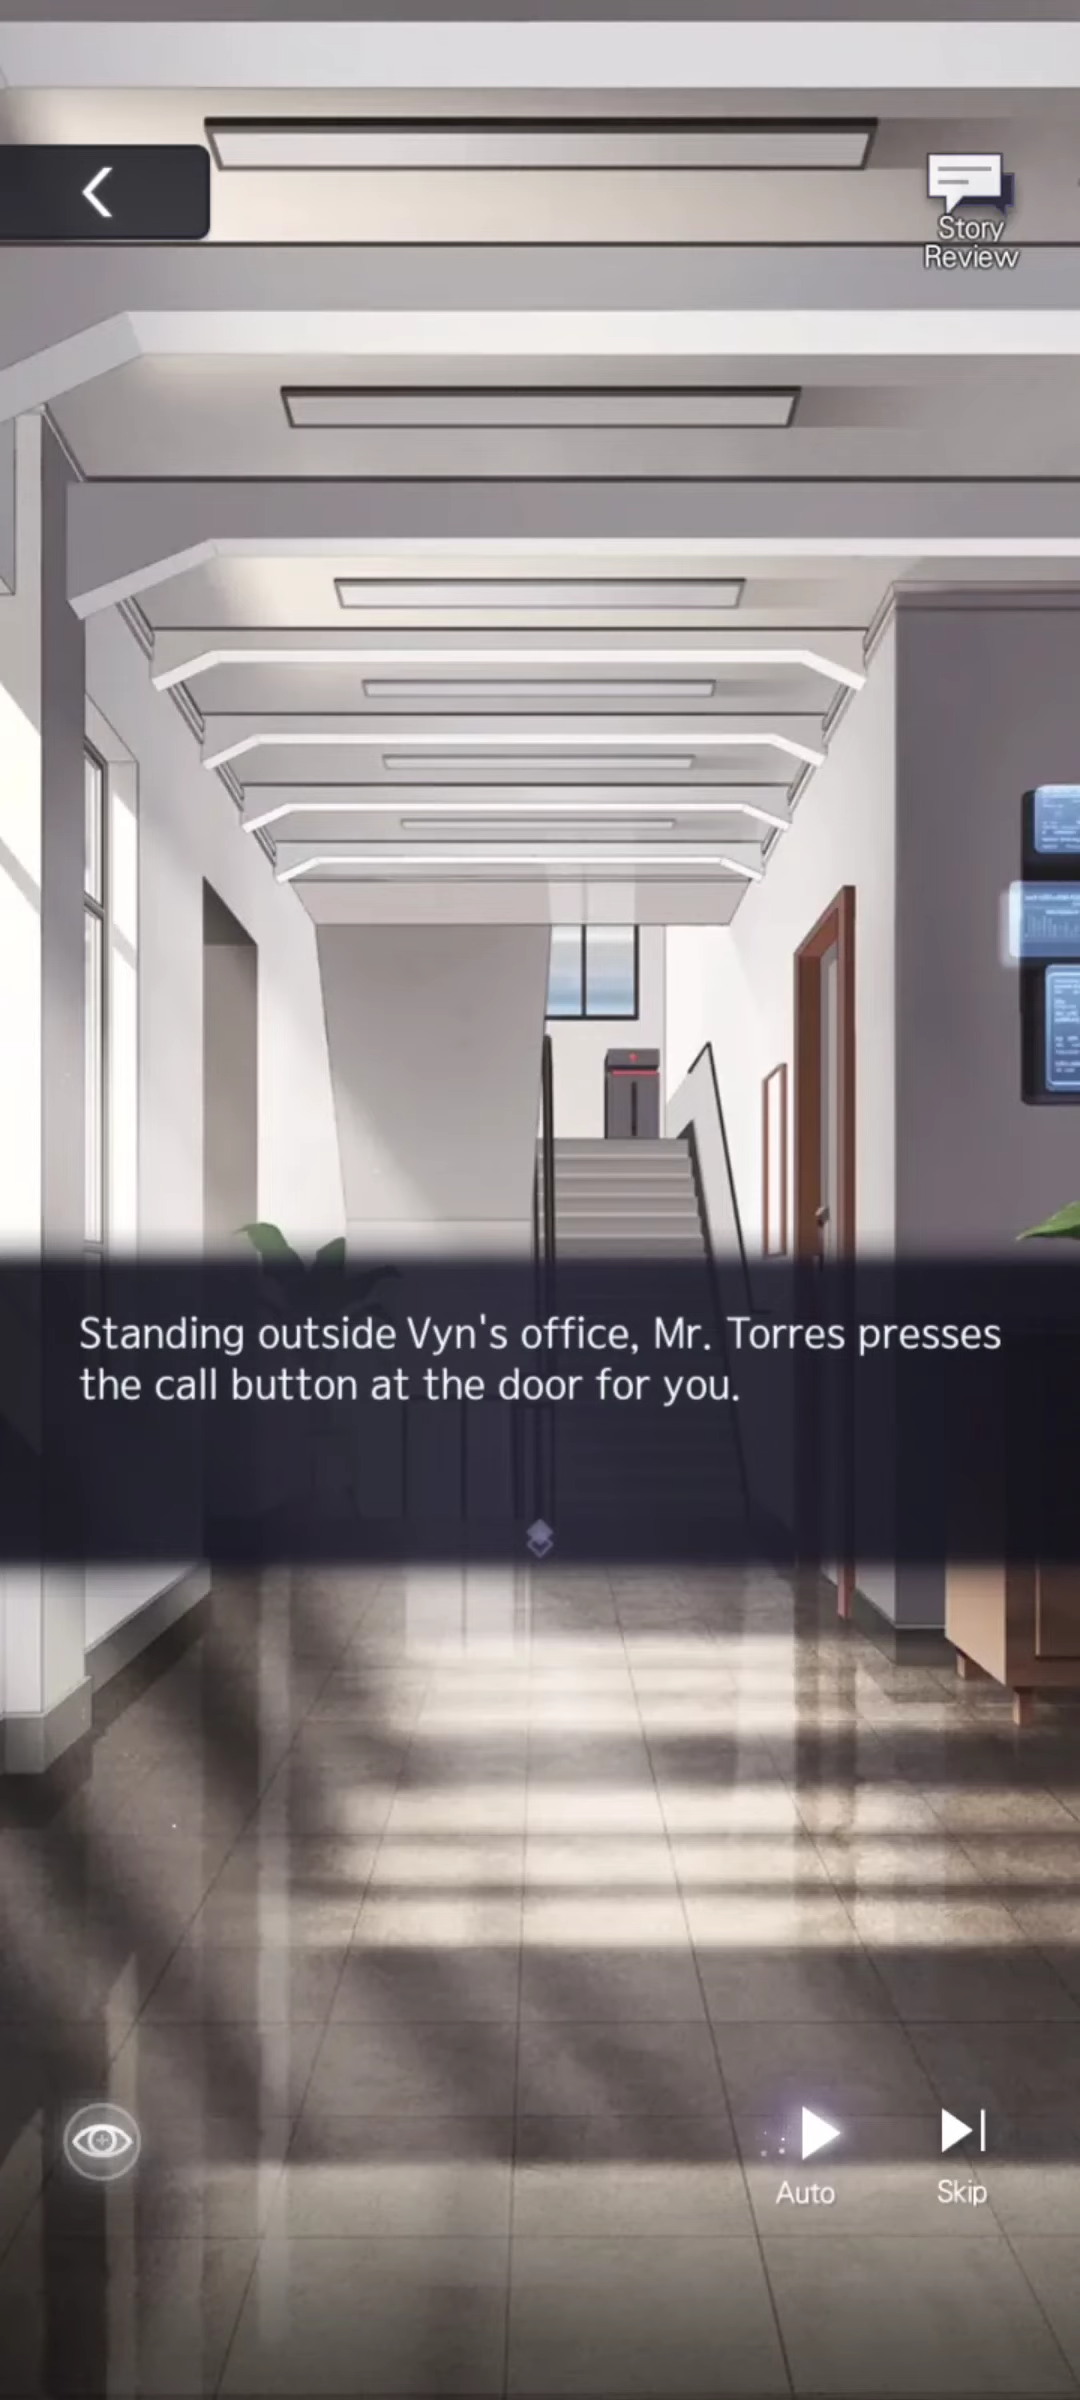 Story
Review
Standing outside Vyn's office, Mr. Torres presses
the call button at the door for you.
Auto
Skip